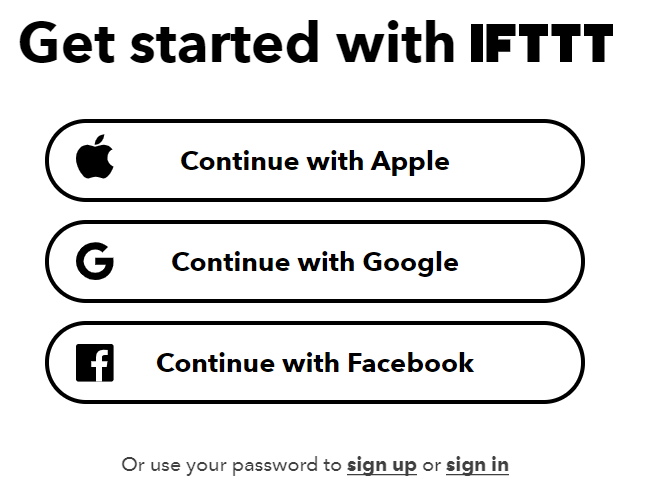 Get started with IFTTT
Continue with Apple
Continue with Google
Continue with Facebook
Or use your password to sign up or sign in